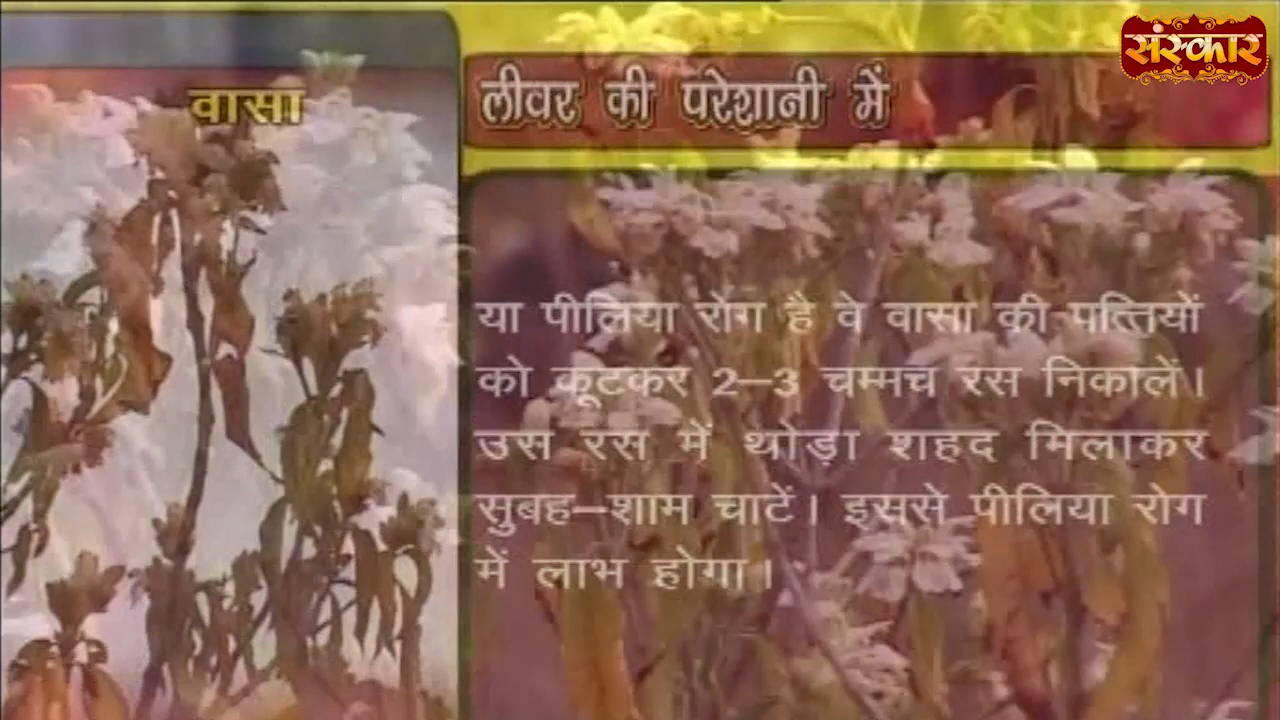 संस्कार
वासा
लीवर की परेशानी में
या पीलिया रोग है वे वासा की पत्तियों
को कूटकर 2–3 चम्मच रस निकालें।
उस रस में थोड़ा शहद मिलाकर
सुबह–शाम चाटें। इससे पीलिया रोग
में लाभ होगा।